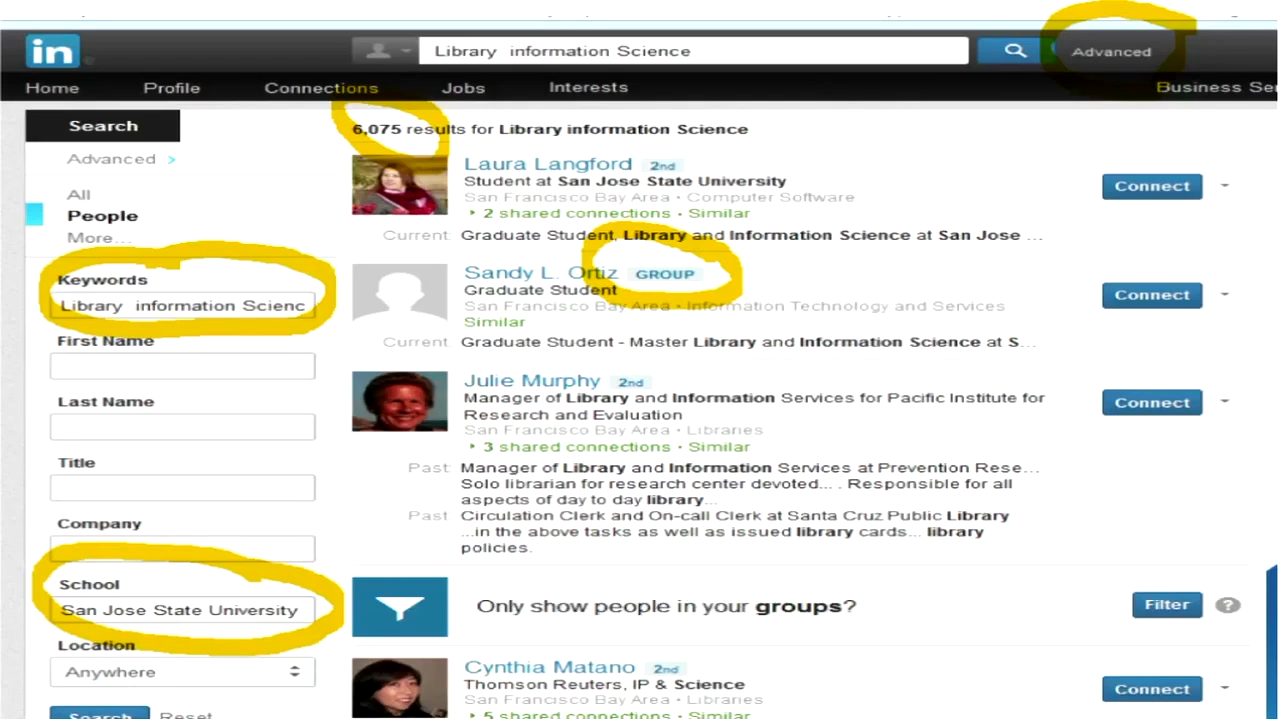 in
Library information Science
Advanced
Home Profile Connections Jobs Interests Business Se
Search
Advanced >
All
People
More...
Keywords
Library information Scienc
First Name
Last Name
Title
Company
School
San Jose State University
Location
Anywhere
Search Reset
6,075 results for Library information Science
Laura Langford 2nd
Student at San Jose State University
San Francisco Bay Area • Computer Software
2 shared connections • Similar
Current: Graduate Student, Library and Information Science at San Jose ...
Connect
Sandy L. Ortiz GROUP
Graduate Student
San Francisco Bay Area • Information Technology and Services
Similar
Current: Graduate Student - Master Library and Information Science at S...
Connect
Julie Murphy 2nd
Manager of Library and Information Services for Pacific Institute for
Research and Evaluation
San Francisco Bay Area • Libraries
3 shared connections • Similar
Past: Manager of Library and Information Services at Prevention Rese...
Solo librarian for research center devoted... . Responsible for all
aspects of day to day library...
Past: Circulation Clerk and On-call Clerk at Santa Cruz Public Library
...in the above tasks as well as issued library cards... library
policies.
Connect
Only show people in your groups?
Filter ?
Cynthia Matano 2nd
Thomson Reuters, IP & Science
San Francisco Bay Area • Libraries
5 shared connections • Similar
Connect